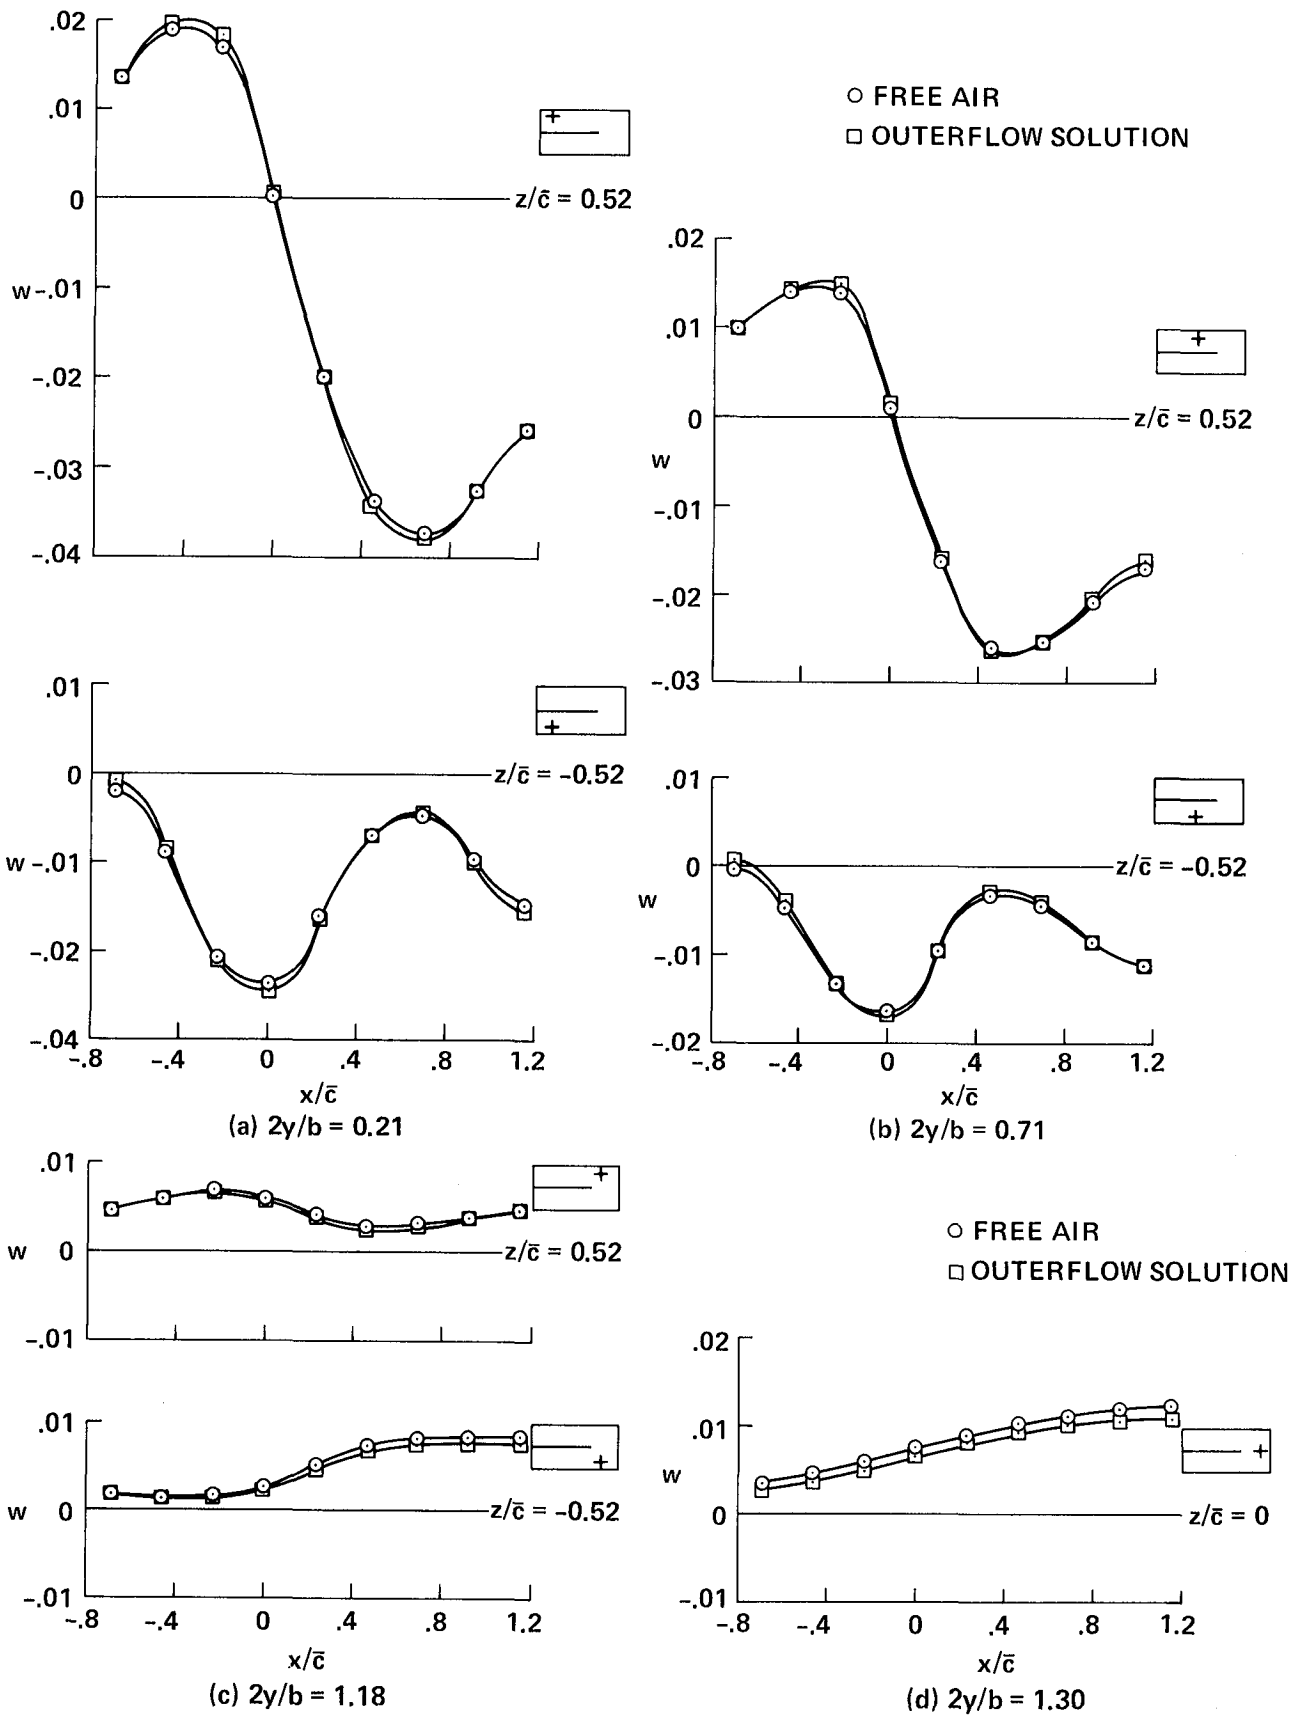 .02
.01
0
w -.01
-.02
-.03
-.04
z/c̄ = 0.52
○ FREE AIR
□ OUTERFLOW SOLUTION
.02
.01
0
w
-.01
-.02
-.03
z/c̄ = 0.52
.01
0
w -.01
-.02
-.04
z/c̄ = -0.52
-.8 -.4 0 .4 .8 1.2
x/c̄
(a) 2y/b = 0.21
.01
0
w
-.01
-.02
z/c̄ = -0.52
-.8 -.4 0 .4 .8 1.2
x/c̄
(b) 2y/b = 0.71
.01
w 0
-.01
z/c̄ = 0.52
.01
w 0
-.01
z/c̄ = -0.52
-.8 -.4 0 .4 .8 1.2
x/c̄
(c) 2y/b = 1.18
○ FREE AIR
□ OUTERFLOW SOLUTION
.02
.01
w
0
-.01
z/c̄ = 0
-.8 -.4 0 .4 .8 1.2
x/c̄
(d) 2y/b = 1.30